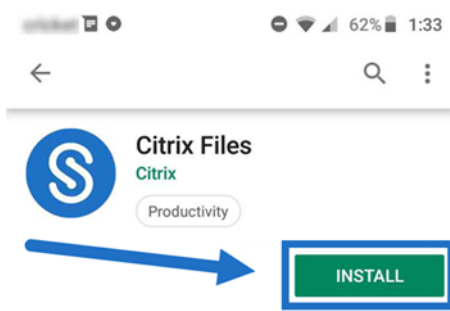 62% 1:33
Citrix Files
Citrix
Productivity
INSTALL